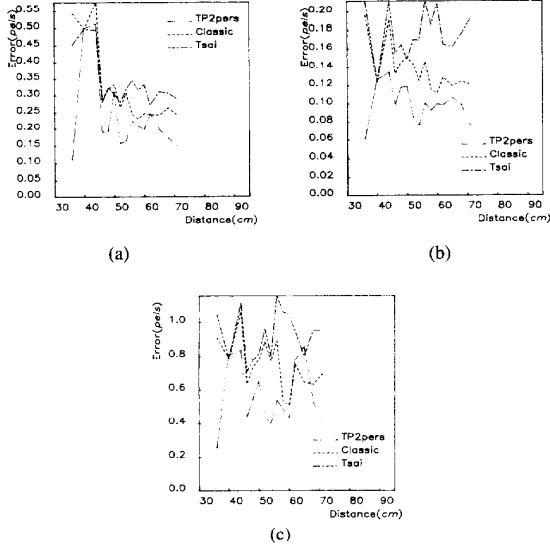 Error(pels)
0.55
0.50
0.45
0.40
0.35
0.30
0.25
0.20
0.15
0.10
0.05
0.00
30 40 50 60 70 80 90
Distance(cm)
TP2pers
Classic
Tsai
(a)
Error(pels)
0.20
0.18
0.16
0.14
0.12
0.10
0.08
0.06
0.04
0.02
0.00
30 40 50 60 70 80 90
Distance(cm)
TP2pers
Classic
Tsai
(b)
Error(pels)
1.0
0.8
0.6
0.4
0.2
0.0
30 40 50 60 70 80 90
Distance(cm)
TP2pers
Classic
Tsai
(c)